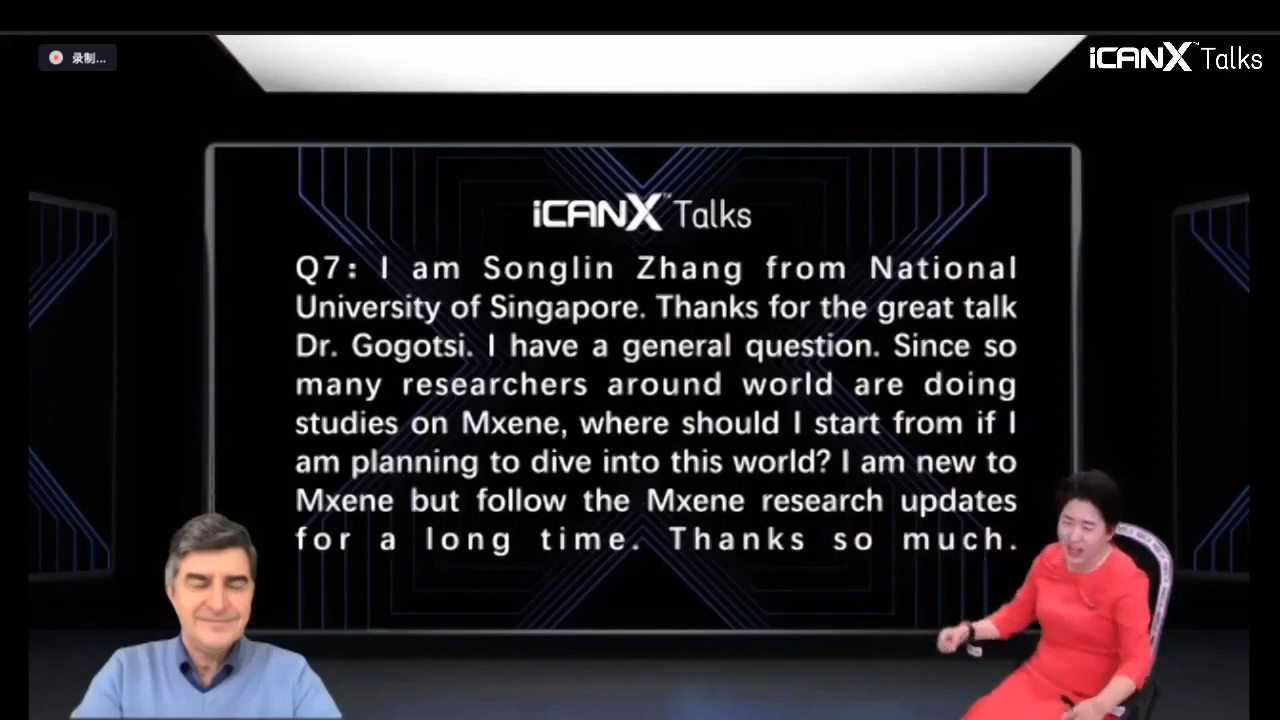 录制...
iCANX™ Talks
iCANX™ Talks
Q7: I am Songlin Zhang from National
University of Singapore. Thanks for the great talk
Dr. Gogotsi. I have a general question. Since so
many researchers around world are doing
studies on Mxene, where should I start from if I
am planning to dive into this world? I am new to
Mxene but follow the Mxene research updates
for a long time. Thanks so much.